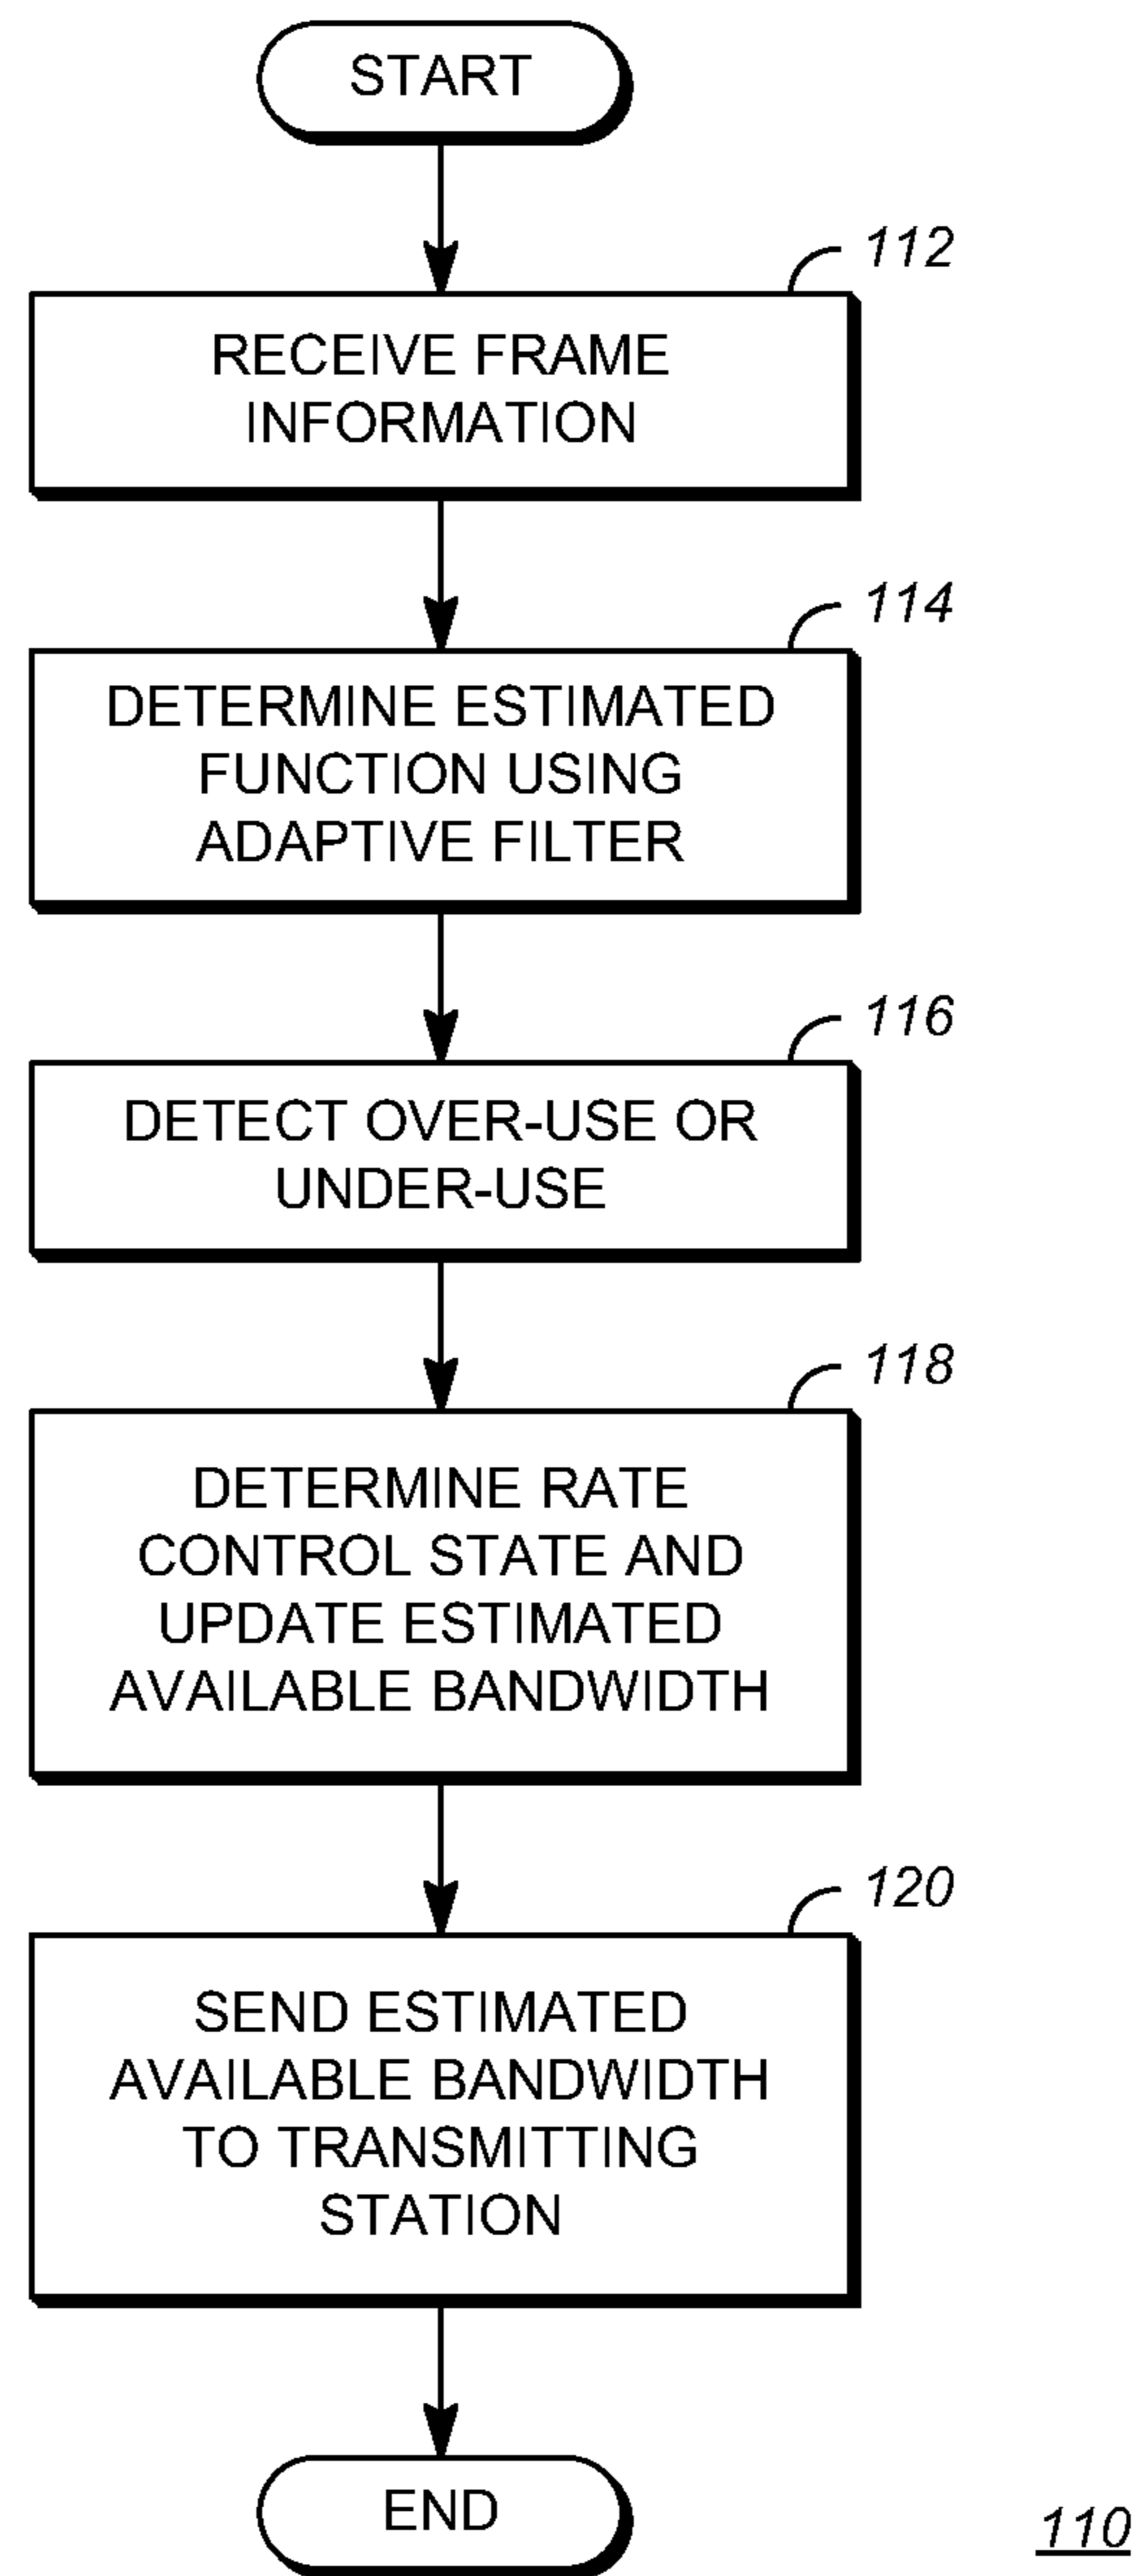 START
112
RECEIVE FRAME
INFORMATION
114
DETERMINE ESTIMATED
FUNCTION USING
ADAPTIVE FILTER
116
DETECT OVER-USE OR
UNDER-USE
118
DETERMINE RATE
CONTROL STATE AND
UPDATE ESTIMATED
AVAILABLE BANDWIDTH
120
SEND ESTIMATED
AVAILABLE BANDWIDTH
TO TRANSMITTING
STATION
END
110